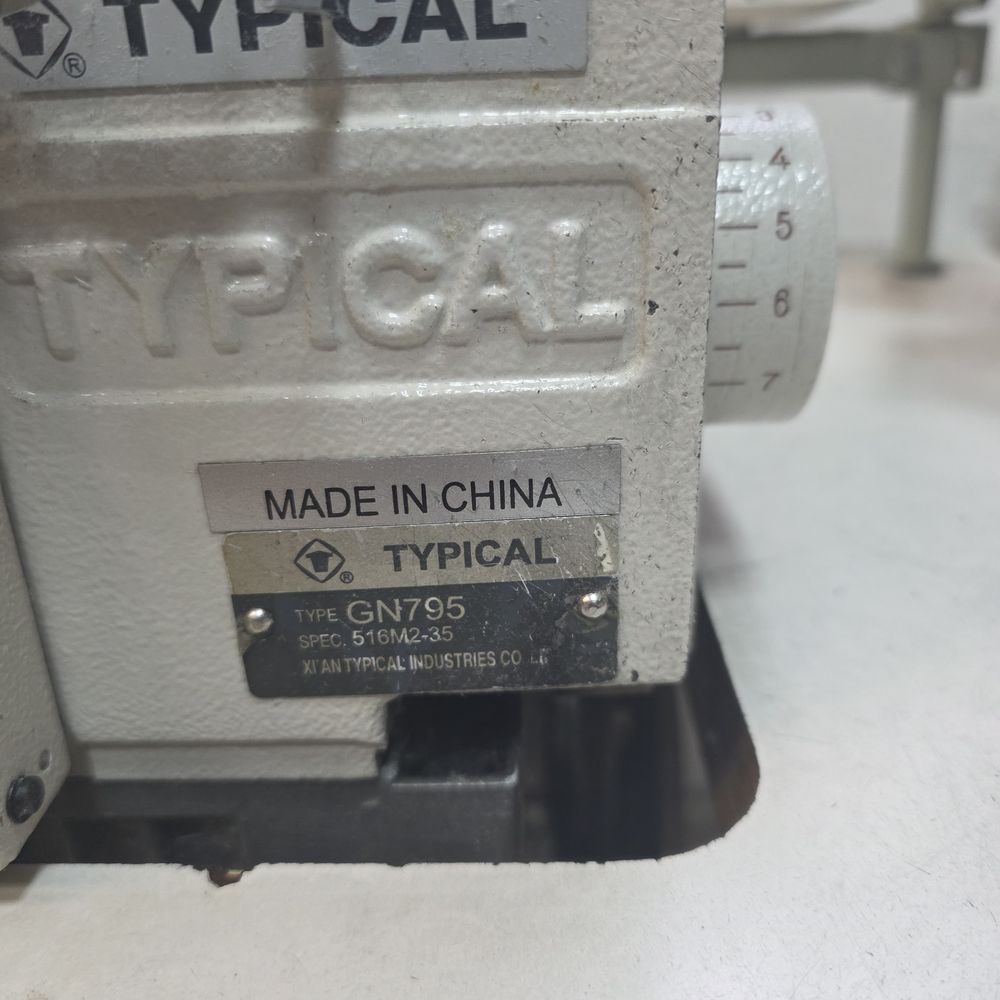 TYPICAL
®
TYPICAL
3
4
5
6
7
MADE IN CHINA
® TYPICAL
TYPE GN795
SPEC. 516M2-35
XI'AN TYPICAL INDUSTRIES CO